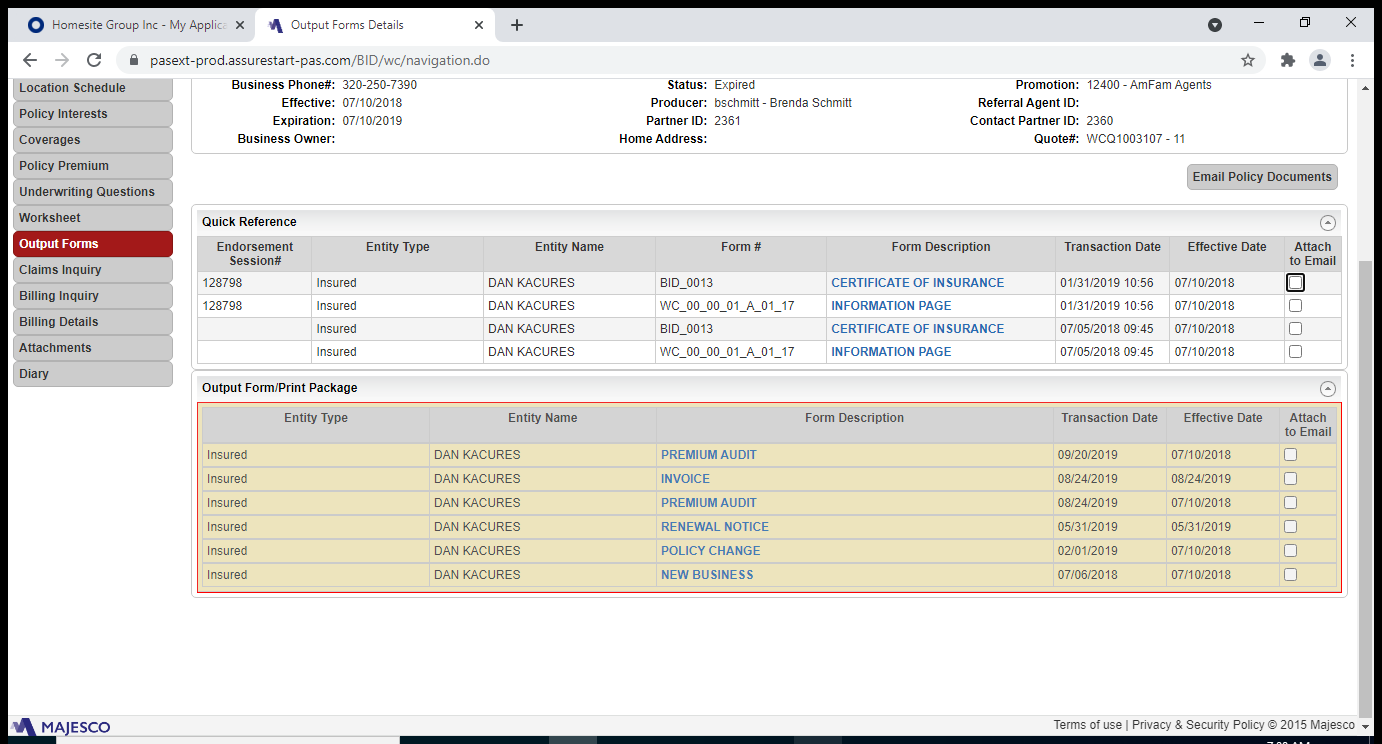 Homesite Group Inc - My Applica
Output Forms Details
pasext-prod.assurestart-pas.com/BID/wc/navigation.do
Location Schedule
Policy Interests
Coverages
Policy Premium
Underwriting Questions
Worksheet
Output Forms
Claims Inquiry
Billing Inquiry
Billing Details
Attachments
Diary
Business Phone#: 320-250-7390 Status: Expired Promotion: 12400 - AmFam Agents
Effective: 07/10/2018 Producer: bschmitt - Brenda Schmitt Referral Agent ID:
Expiration: 07/10/2019 Partner ID: 2361 Contact Partner ID: 2360
Business Owner: Home Address: Quote#: WCQ1003107 - 11
Email Policy Documents
Quick Reference
Endorsement Session# Entity Type Entity Name Form # Form Description Transaction Date Effective Date Attach to Email
128798 Insured DAN KACURES BID_0013 CERTIFICATE OF INSURANCE 01/31/2019 10:56 07/10/2018
128798 Insured DAN KACURES WC_00_00_01_A_01_17 INFORMATION PAGE 01/31/2019 10:56 07/10/2018
Insured DAN KACURES BID_0013 CERTIFICATE OF INSURANCE 07/05/2018 09:45 07/10/2018
Insured DAN KACURES WC_00_00_01_A_01_17 INFORMATION PAGE 07/05/2018 09:45 07/10/2018
Output Form/Print Package
Entity Type Entity Name Form Description Transaction Date Effective Date Attach to Email
Insured DAN KACURES PREMIUM AUDIT 09/20/2019 07/10/2018
Insured DAN KACURES INVOICE 08/24/2019 08/24/2019
Insured DAN KACURES PREMIUM AUDIT 08/24/2019 07/10/2018
Insured DAN KACURES RENEWAL NOTICE 05/31/2019 05/31/2019
Insured DAN KACURES POLICY CHANGE 02/01/2019 07/10/2018
Insured DAN KACURES NEW BUSINESS 07/06/2018 07/10/2018
MAJESCO
Terms of use | Privacy & Security Policy © 2015 Majesco